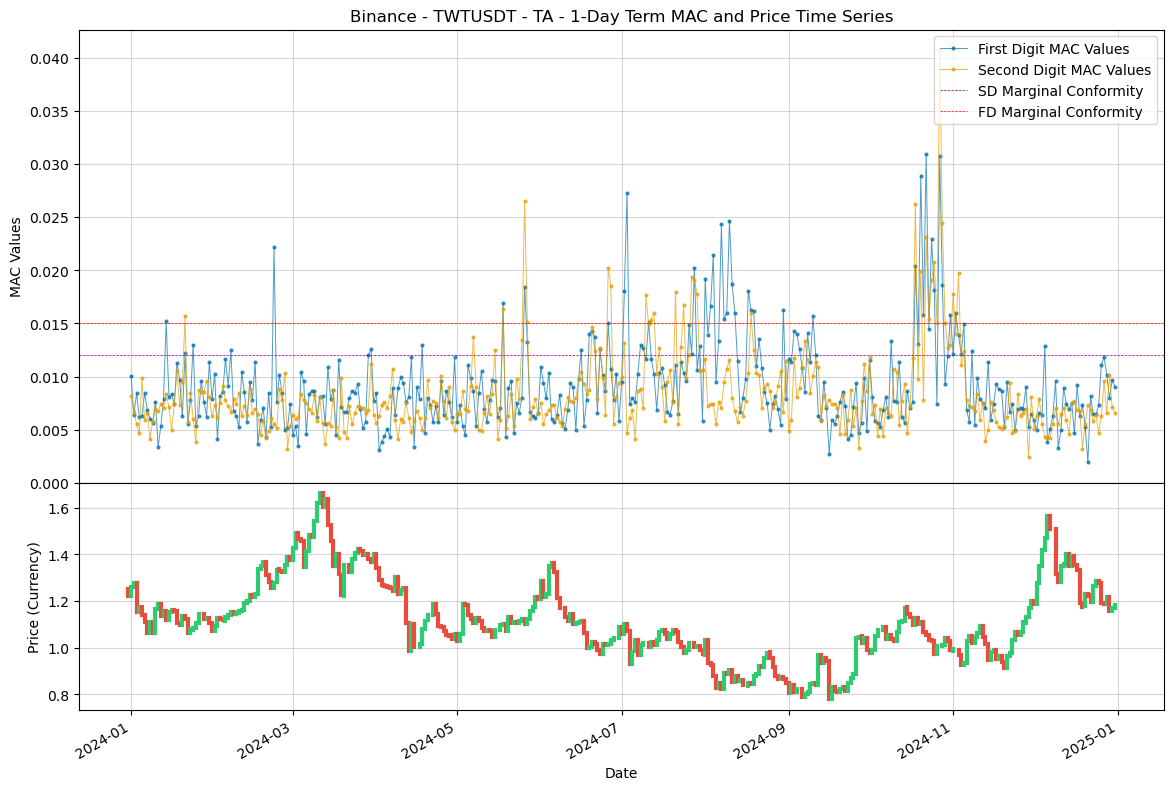 Binance - TWTUSDT - TA - 1-Day Term MAC and Price Time Series
First Digit MAC Values
Second Digit MAC Values
SD Marginal Conformity
FD Marginal Conformity
MAC Values
0.040
0.035
0.030
0.025
0.020
0.015
0.010
0.005
0.000
Price (Currency)
1.6
1.4
1.2
1.0
0.8
2024-01
2024-03
2024-05
2024-07
2024-09
2024-11
2025-01
Date